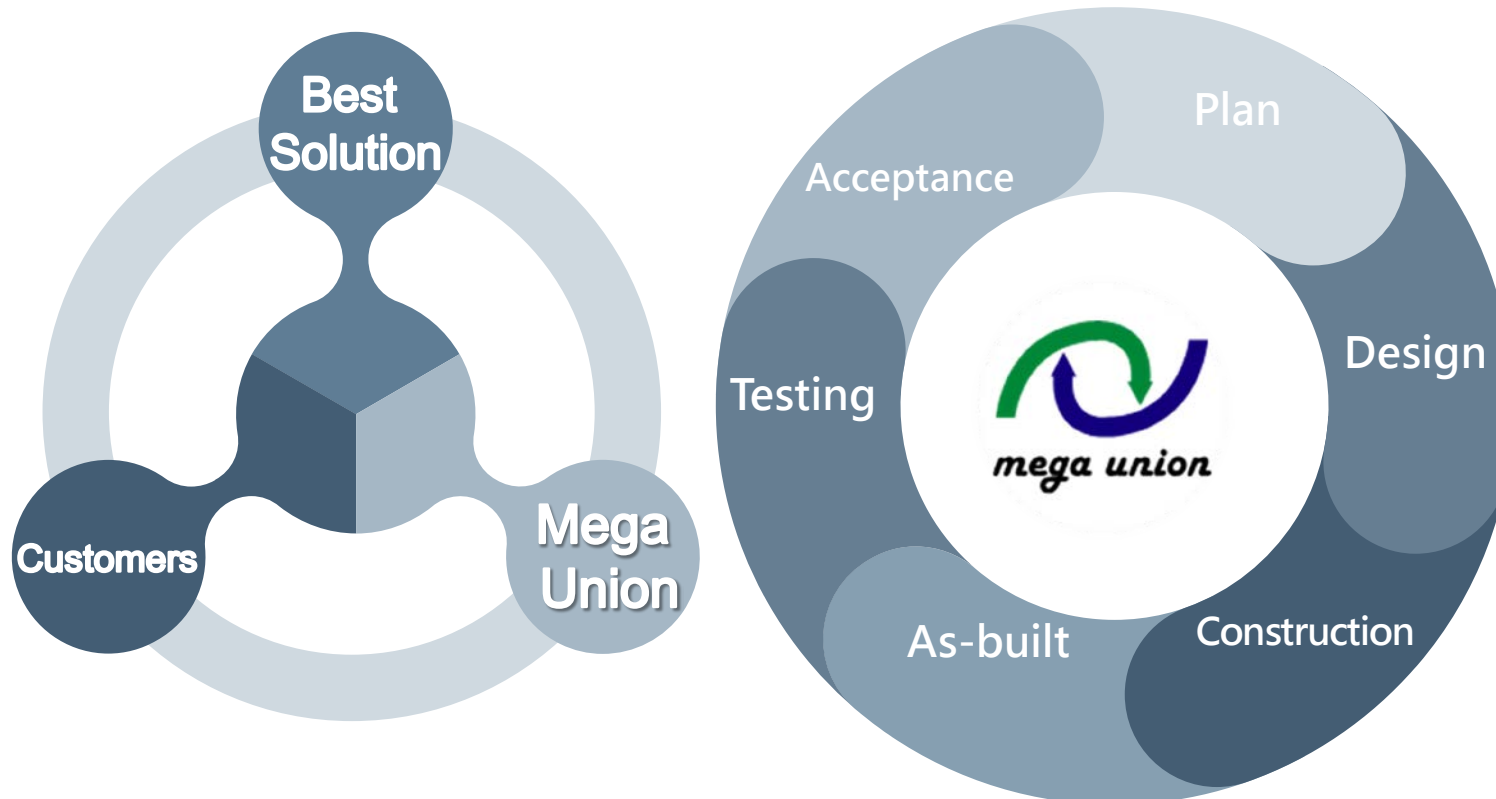 Best
Solution
Customers
Mega
Union
Plan
Design
Construction
As-built
Testing
Acceptance
mega union